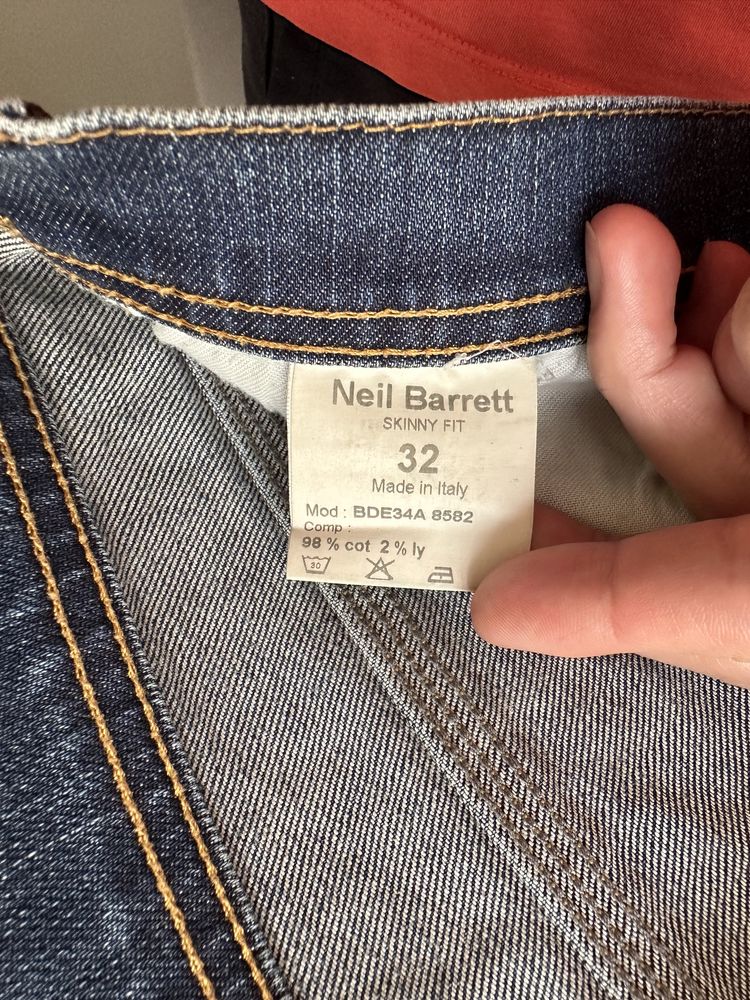 Neil Barrett
SKINNY FIT
32
Made in Italy
Mod : BDE34A 8582
Comp :
98 % cot 2 % ly
30